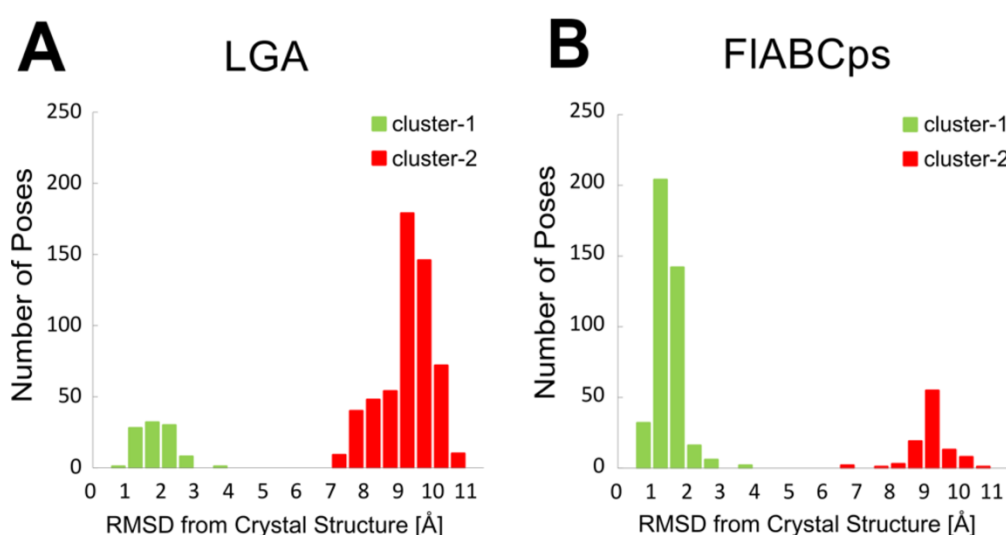 A LGA
cluster-1
cluster-2
Number of Poses
250
200
150
100
50
0
0 1 2 3 4 5 6 7 8 9 10 11
RMSD from Crystal Structure [Å]
B FlABCps
cluster-1
cluster-2
Number of Poses
250
200
150
100
50
0
0 1 2 3 4 5 6 7 8 9 10 11
RMSD from Crystal Structure [Å]